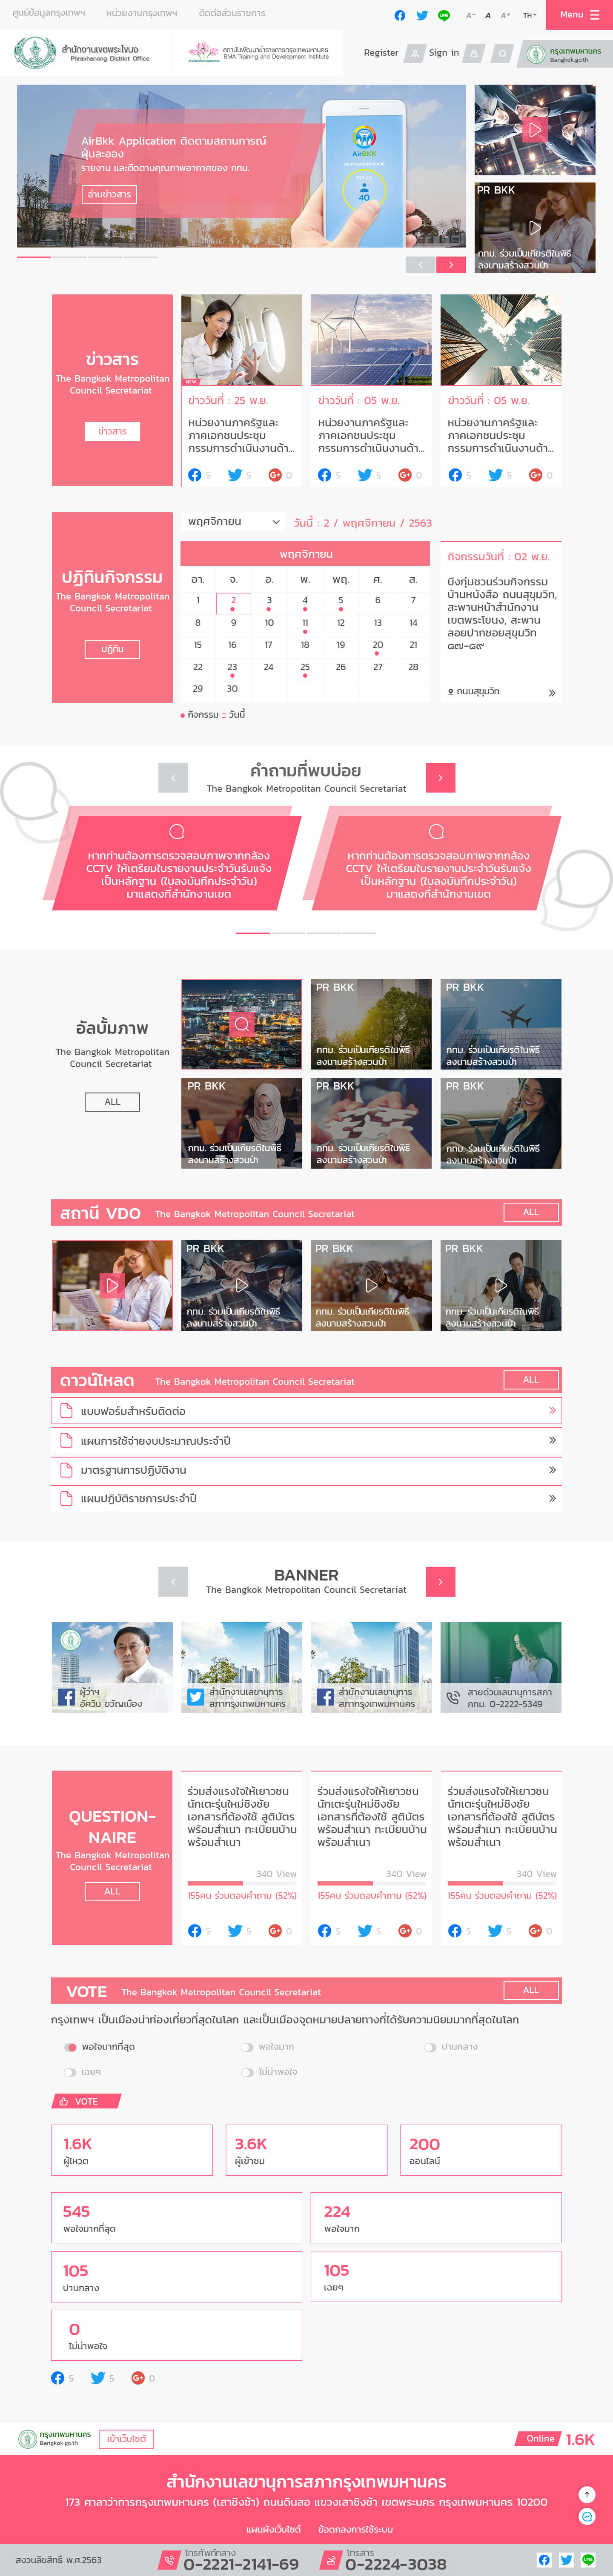 ศูนย์ข้อมูลกรุงเทพฯ หน่วยงานกรุงเทพฯ ติดต่อส่วนราชการ
A- A A+ TH Menu
สำนักงานเขตพระโขนง
Phrakhanong District Office
สถาบันพัฒนาข้าราชการกรุงเทพมหานคร
BMA Training and Development Institute
Register Sign in
กรุงเทพมหานคร
Bangkok.go.th
AirBkk Application ติดตามสถานการณ์
ฝุ่นละออง
รายงาน และติดตามคุณภาพอากาศของ กทม.
อ่านข่าวสาร
AirBKK
PM 2.5
40
PR BKK
กทม. ร่วมเป็นเกียรติในพิธี
ลงนามสร้างสวนป่า
ข่าวสาร
The Bangkok Metropolitan
Council Secretariat
ข่าวสาร
NEW
ข่าววันที่ : 25 พ.ย.
หน่วยงานภาครัฐและ
ภาคเอกชนประชุม
กรรมการดำเนินงานด้า...
5 5 0
ข่าววันที่ : 05 พ.ย.
หน่วยงานภาครัฐและ
ภาคเอกชนประชุม
กรรมการดำเนินงานด้า...
5 5 0
ข่าววันที่ : 05 พ.ย.
หน่วยงานภาครัฐและ
ภาคเอกชนประชุม
กรรมการดำเนินงานด้า...
5 5 0
ปฏิทินกิจกรรม
The Bangkok Metropolitan
Council Secretariat
ปฏิทิน
พฤศจิกายน วันนี้ : 2 / พฤศจิกายน / 2563
พฤศจิกายน
อา. จ. อ. พ. พฤ. ศ. ส.
1 2 3 4 5 6 7
8 9 10 11 12 13 14
15 16 17 18 19 20 21
22 23 24 25 26 27 28
29 30
กิจกรรม วันนี้
กิจกรรมวันที่ : 02 พ.ย.
บึงกุ่มชวนร่วมกิจกรรม
บ้านหนังสือ ถนนสุขุมวิท,
สะพานหน้าสำนักงาน
เขตพระโขนง, สะพาน
ลอยปากซอยสุขุมวิท
๘๗-๘๙
ถนนสุขุมวิท
คำถามที่พบบ่อย
The Bangkok Metropolitan Council Secretariat
หากท่านต้องการตรวจสอบภาพจากกล้อง
CCTV ให้เตรียมใบรายงานประจำวันรับแจ้ง
เป็นหลักฐาน (ใบลงบันทึกประจำวัน)
มาแสดงที่สำนักงานเขต
หากท่านต้องการตรวจสอบภาพจากกล้อง
CCTV ให้เตรียมใบรายงานประจำวันรับแจ้ง
เป็นหลักฐาน (ใบลงบันทึกประจำวัน)
มาแสดงที่สำนักงานเขต
อัลบั้มภาพ
The Bangkok Metropolitan
Council Secretariat
ALL
PR BKK
กทม. ร่วมเป็นเกียรติในพิธี
ลงนามสร้างสวนป่า
PR BKK
กทม. ร่วมเป็นเกียรติในพิธี
ลงนามสร้างสวนป่า
PR BKK
กทม. ร่วมเป็นเกียรติในพิธี
ลงนามสร้างสวนป่า
PR BKK
กทม. ร่วมเป็นเกียรติในพิธี
ลงนามสร้างสวนป่า
PR BKK
กทม. ร่วมเป็นเกียรติในพิธี
ลงนามสร้างสวนป่า
สถานี VDO The Bangkok Metropolitan Council Secretariat ALL
PR BKK
กทม. ร่วมเป็นเกียรติในพิธี
ลงนามสร้างสวนป่า
PR BKK
กทม. ร่วมเป็นเกียรติในพิธี
ลงนามสร้างสวนป่า
PR BKK
กทม. ร่วมเป็นเกียรติในพิธี
ลงนามสร้างสวนป่า
ดาวน์โหลด The Bangkok Metropolitan Council Secretariat ALL
แบบฟอร์มสำหรับติดต่อ
แผนการใช้จ่ายงบประมาณประจำปี
มาตรฐานการปฏิบัติงาน
แผนปฏิบัติราชการประจำปี
BANNER
The Bangkok Metropolitan Council Secretariat
ผู้ว่าฯ
อัศวิน ขวัญเมือง
สำนักงานเลขานุการ
สภากรุงเทพมหานคร
สำนักงานเลขานุการ
สภากรุงเทพมหานคร
สายด่วนเลขานุการสภา
กทม. 0-2222-5349
QUESTION-
NAIRE
The Bangkok Metropolitan
Council Secretariat
ALL
ร่วมส่งแรงใจให้เยาวชน
นักเตะรุ่นใหม่ชิงชัย
เอกสารที่ต้องใช้ สูติบัตร
พร้อมสำเนา ทะเบียนบ้าน
พร้อมสำเนา
340 View
155คน ร่วมตอบคำถาม (52%)
5 5 0
ร่วมส่งแรงใจให้เยาวชน
นักเตะรุ่นใหม่ชิงชัย
เอกสารที่ต้องใช้ สูติบัตร
พร้อมสำเนา ทะเบียนบ้าน
พร้อมสำเนา
340 View
155คน ร่วมตอบคำถาม (52%)
5 5 0
ร่วมส่งแรงใจให้เยาวชน
นักเตะรุ่นใหม่ชิงชัย
เอกสารที่ต้องใช้ สูติบัตร
พร้อมสำเนา ทะเบียนบ้าน
พร้อมสำเนา
340 View
155คน ร่วมตอบคำถาม (52%)
5 5 0
VOTE The Bangkok Metropolitan Council Secretariat ALL
กรุงเทพฯ เป็นเมืองน่าท่องเที่ยวที่สุดในโลก และเป็นเมืองจุดหมายปลายทางที่ได้รับความนิยมมากที่สุดในโลก
พอใจมากที่สุด พอใจมาก ปานกลาง
เฉยๆ ไม่น่าพอใจ
VOTE
1.6K
ผู้โหวต
3.6K
ผู้เข้าชม
200
ออนไลน์
545
พอใจมากที่สุด
224
พอใจมาก
105
ปานกลาง
105
เฉยๆ
0
ไม่น่าพอใจ
5 5 0
กรุงเทพมหานคร
Bangkok.go.th
เข้าเว็บไซต์
Online 1.6K
สำนักงานเลขานุการสภากรุงเทพมหานคร
173 ศาลาว่าการกรุงเทพมหานคร (เสาชิงช้า) ถนนดินสอ แขวงเสาชิงช้า เขตพระนคร กรุงเทพมหานคร 10200
แผนผังเว็บไซต์ ข้อตกลงการใช้ระบบ
สงวนลิขสิทธิ์ พ.ศ.2563
โทรศัพท์กลาง
0-2221-2141-69
โทรสาร
0-2224-3038